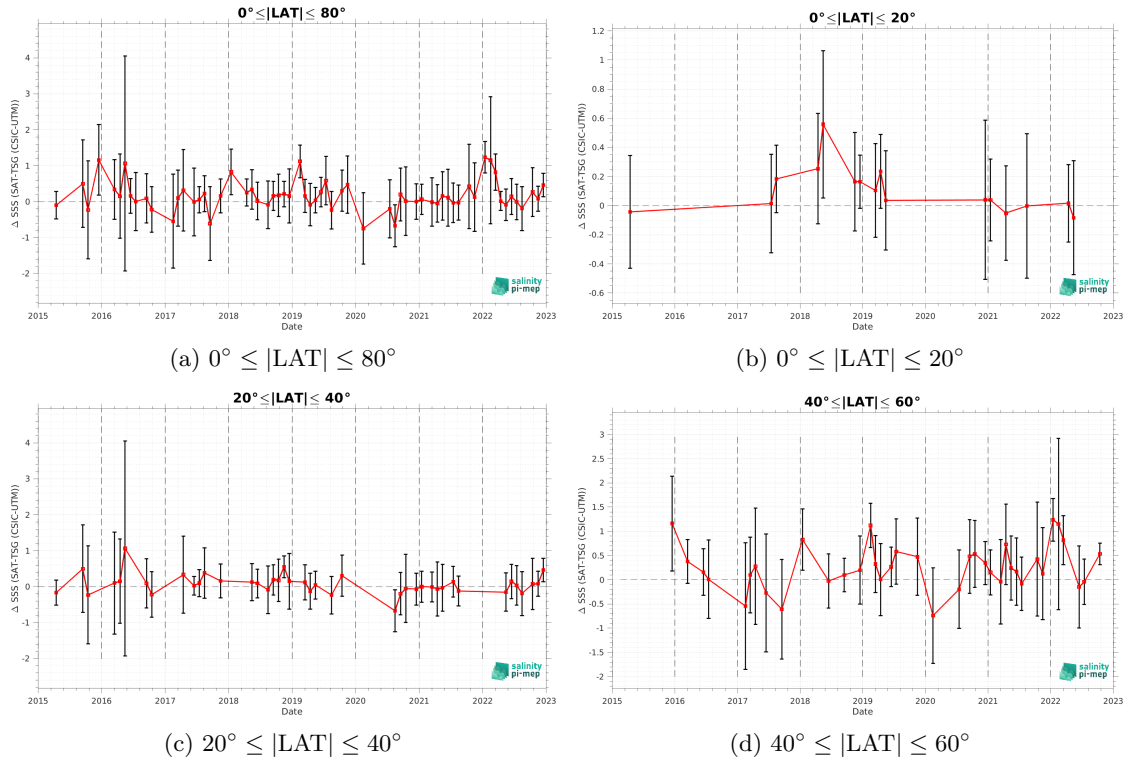 0°≤|LAT|≤ 80°
Δ SSS (SAT-TSG (CSIC-UTM))
4
3
2
1
0
-1
-2
2015 2016 2017 2018 2019 2020 2021 2022 2023
Date
salinity
pi-mep
(a) 0° ≤ |LAT| ≤ 80°
0°≤|LAT|≤ 20°
Δ SSS (SAT-TSG (CSIC-UTM))
1.2
1
0.8
0.6
0.4
0.2
0
-0.2
-0.4
-0.6
2015 2016 2017 2018 2019 2020 2021 2022 2023
Date
salinity
pi-mep
(b) 0° ≤ |LAT| ≤ 20°
20°≤|LAT|≤ 40°
Δ SSS (SAT-TSG (CSIC-UTM))
4
3
2
1
0
-1
-2
2015 2016 2017 2018 2019 2020 2021 2022 2023
Date
salinity
pi-mep
(c) 20° ≤ |LAT| ≤ 40°
40°≤|LAT|≤ 60°
Δ SSS (SAT-TSG (CSIC-UTM))
3
2.5
2
1.5
1
0.5
0
-0.5
-1
-1.5
-2
2015 2016 2017 2018 2019 2020 2021 2022 2023
Date
salinity
pi-mep
(d) 40° ≤ |LAT| ≤ 60°